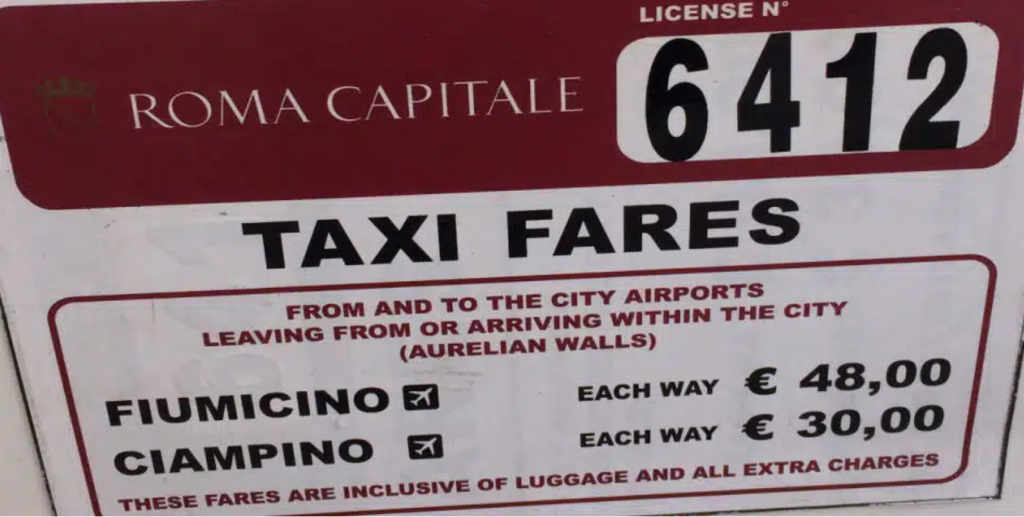 LICENSE N°
ROMA CAPITALE
6412
TAXI FARES
FROM AND TO THE CITY AIRPORTS
LEAVING FROM OR ARRIVING WITHIN THE CITY
(AURELIAN WALLS)
FIUMICINO EACH WAY € 48,00
CIAMPINO EACH WAY € 30,00
THESE FARES ARE INCLUSIVE OF LUGGAGE AND ALL EXTRA CHARGES